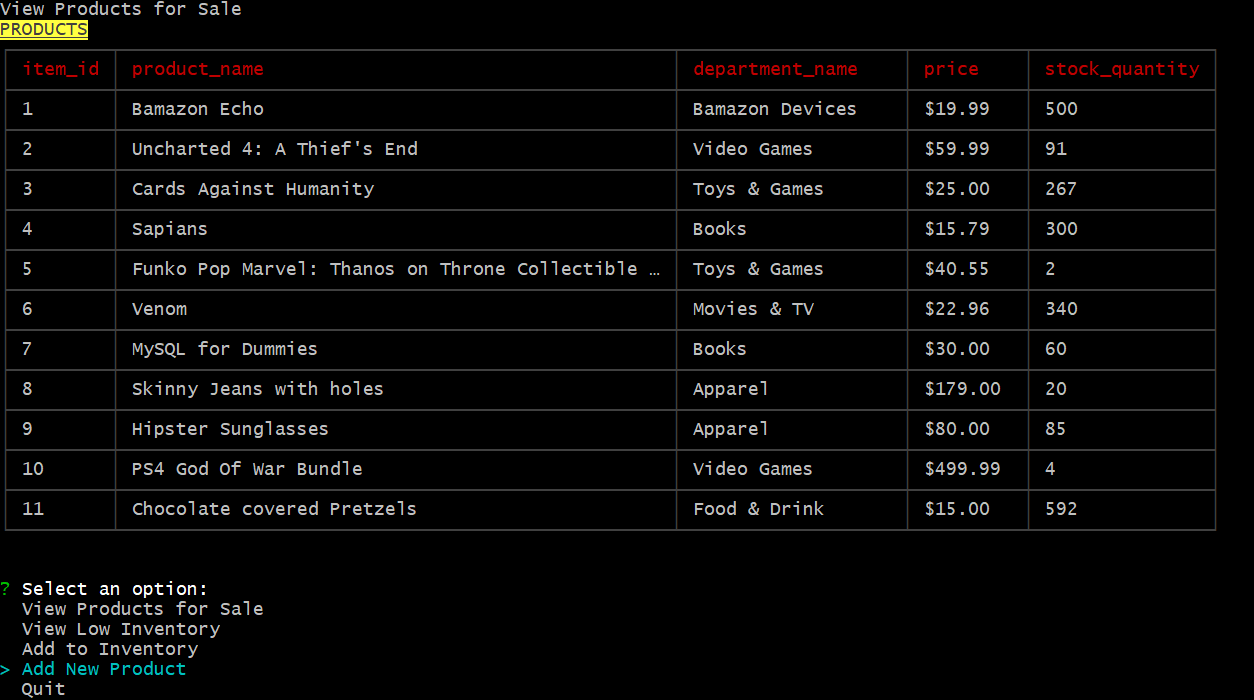 View Products for Sale
PRODUCTS
item_id product_name department_name price stock_quantity
1 Bamazon Echo Bamazon Devices $19.99 500
2 Uncharted 4: A Thief's End Video Games $59.99 91
3 Cards Against Humanity Toys & Games $25.00 267
4 Sapians Books $15.79 300
5 Funko Pop Marvel: Thanos on Throne Collectible … Toys & Games $40.55 2
6 Venom Movies & TV $22.96 340
7 MySQL for Dummies Books $30.00 60
8 Skinny Jeans with holes Apparel $179.00 20
9 Hipster Sunglasses Apparel $80.00 85
10 PS4 God Of War Bundle Video Games $499.99 4
11 Chocolate covered Pretzels Food & Drink $15.00 592
? Select an option:
View Products for Sale
View Low Inventory
Add to Inventory
> Add New Product
Quit